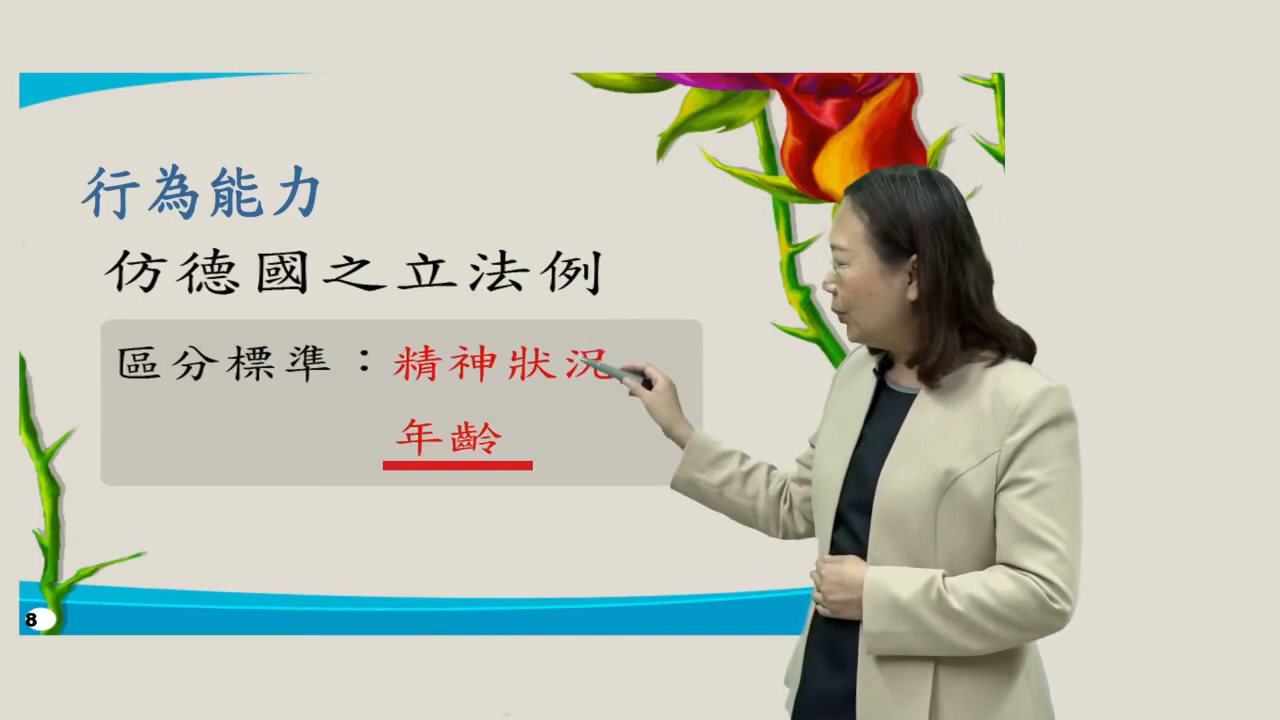 行為能力
仿德國之立法例
區分標準：精神狀況
年齡
8